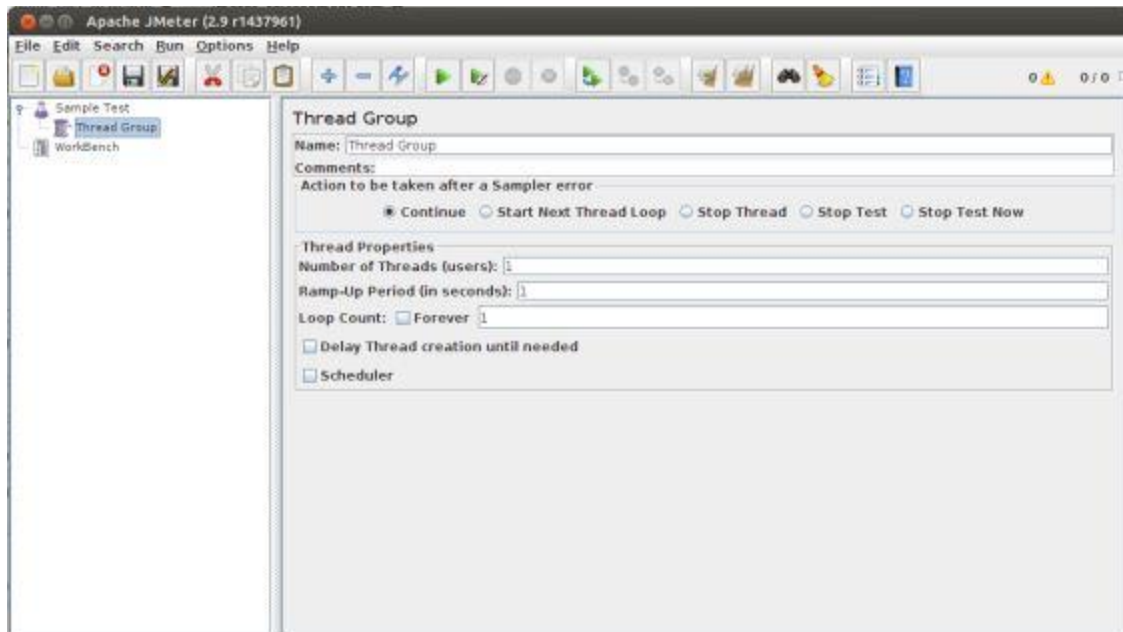 Apache JMeter (2.9 r1437961)
File Edit Search Run Options Help
0 0 / 0
Sample Test
Thread Group
WorkBench
Thread Group
Name: Thread Group
Comments:
Action to be taken after a Sampler error
Continue Start Next Thread Loop Stop Thread Stop Test Stop Test Now
Thread Properties
Number of Threads (users): 1
Ramp-Up Period (in seconds): 1
Loop Count: Forever 1
Delay Thread creation until needed
Scheduler